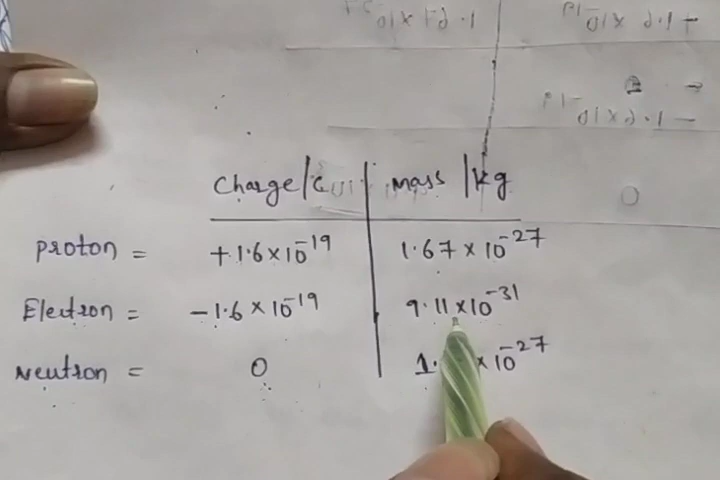 Charge/C mass/kg
proton = +1.6×10⁻¹⁹ 1.67×10⁻²⁷
Electron = −1.6×10⁻¹⁹ 9.11×10⁻³¹
Neutron = 0 1. ×10⁻²⁷